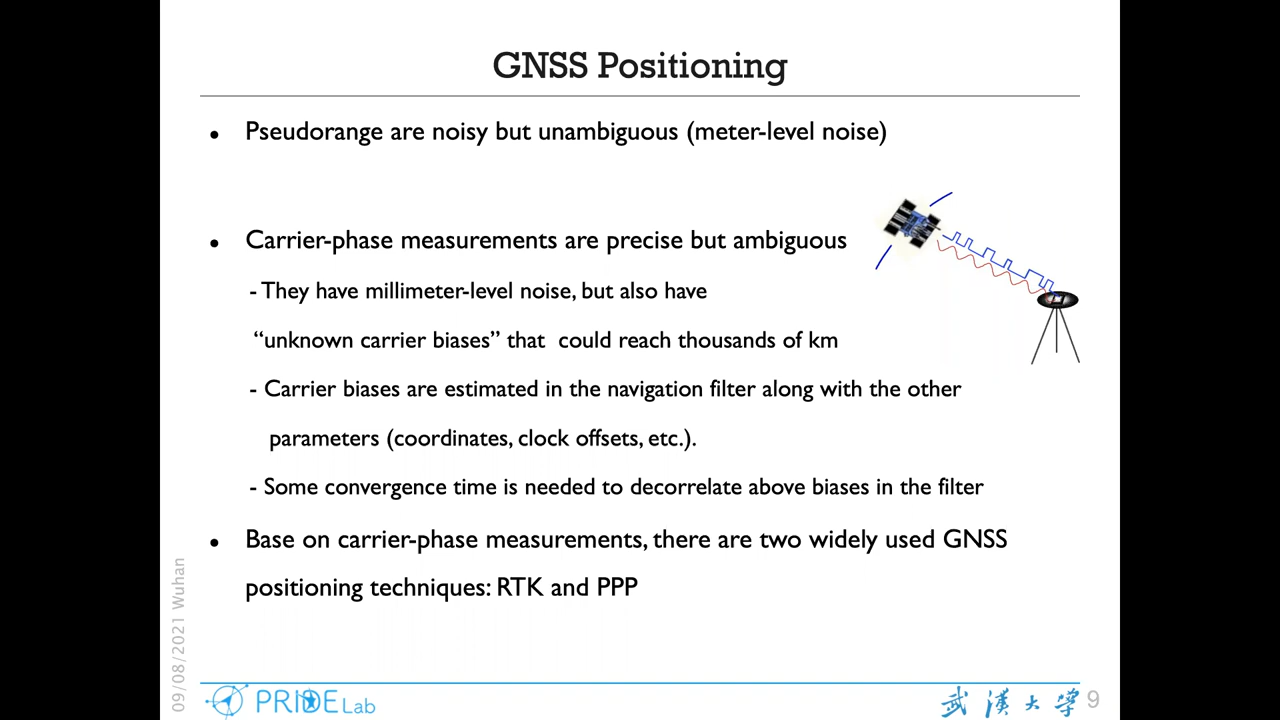 GNSS Positioning
• Pseudorange are noisy but unambiguous (meter-level noise)
• Carrier-phase measurements are precise but ambiguous
- They have millimeter-level noise, but also have
“unknown carrier biases” that could reach thousands of km
- Carrier biases are estimated in the navigation filter along with the other
parameters (coordinates, clock offsets, etc.).
- Some convergence time is needed to decorrelate above biases in the filter
• Base on carrier-phase measurements, there are two widely used GNSS
positioning techniques: RTK and PPP
09/08/2021 Wuhan
PRIDE Lab
武漢大学
9